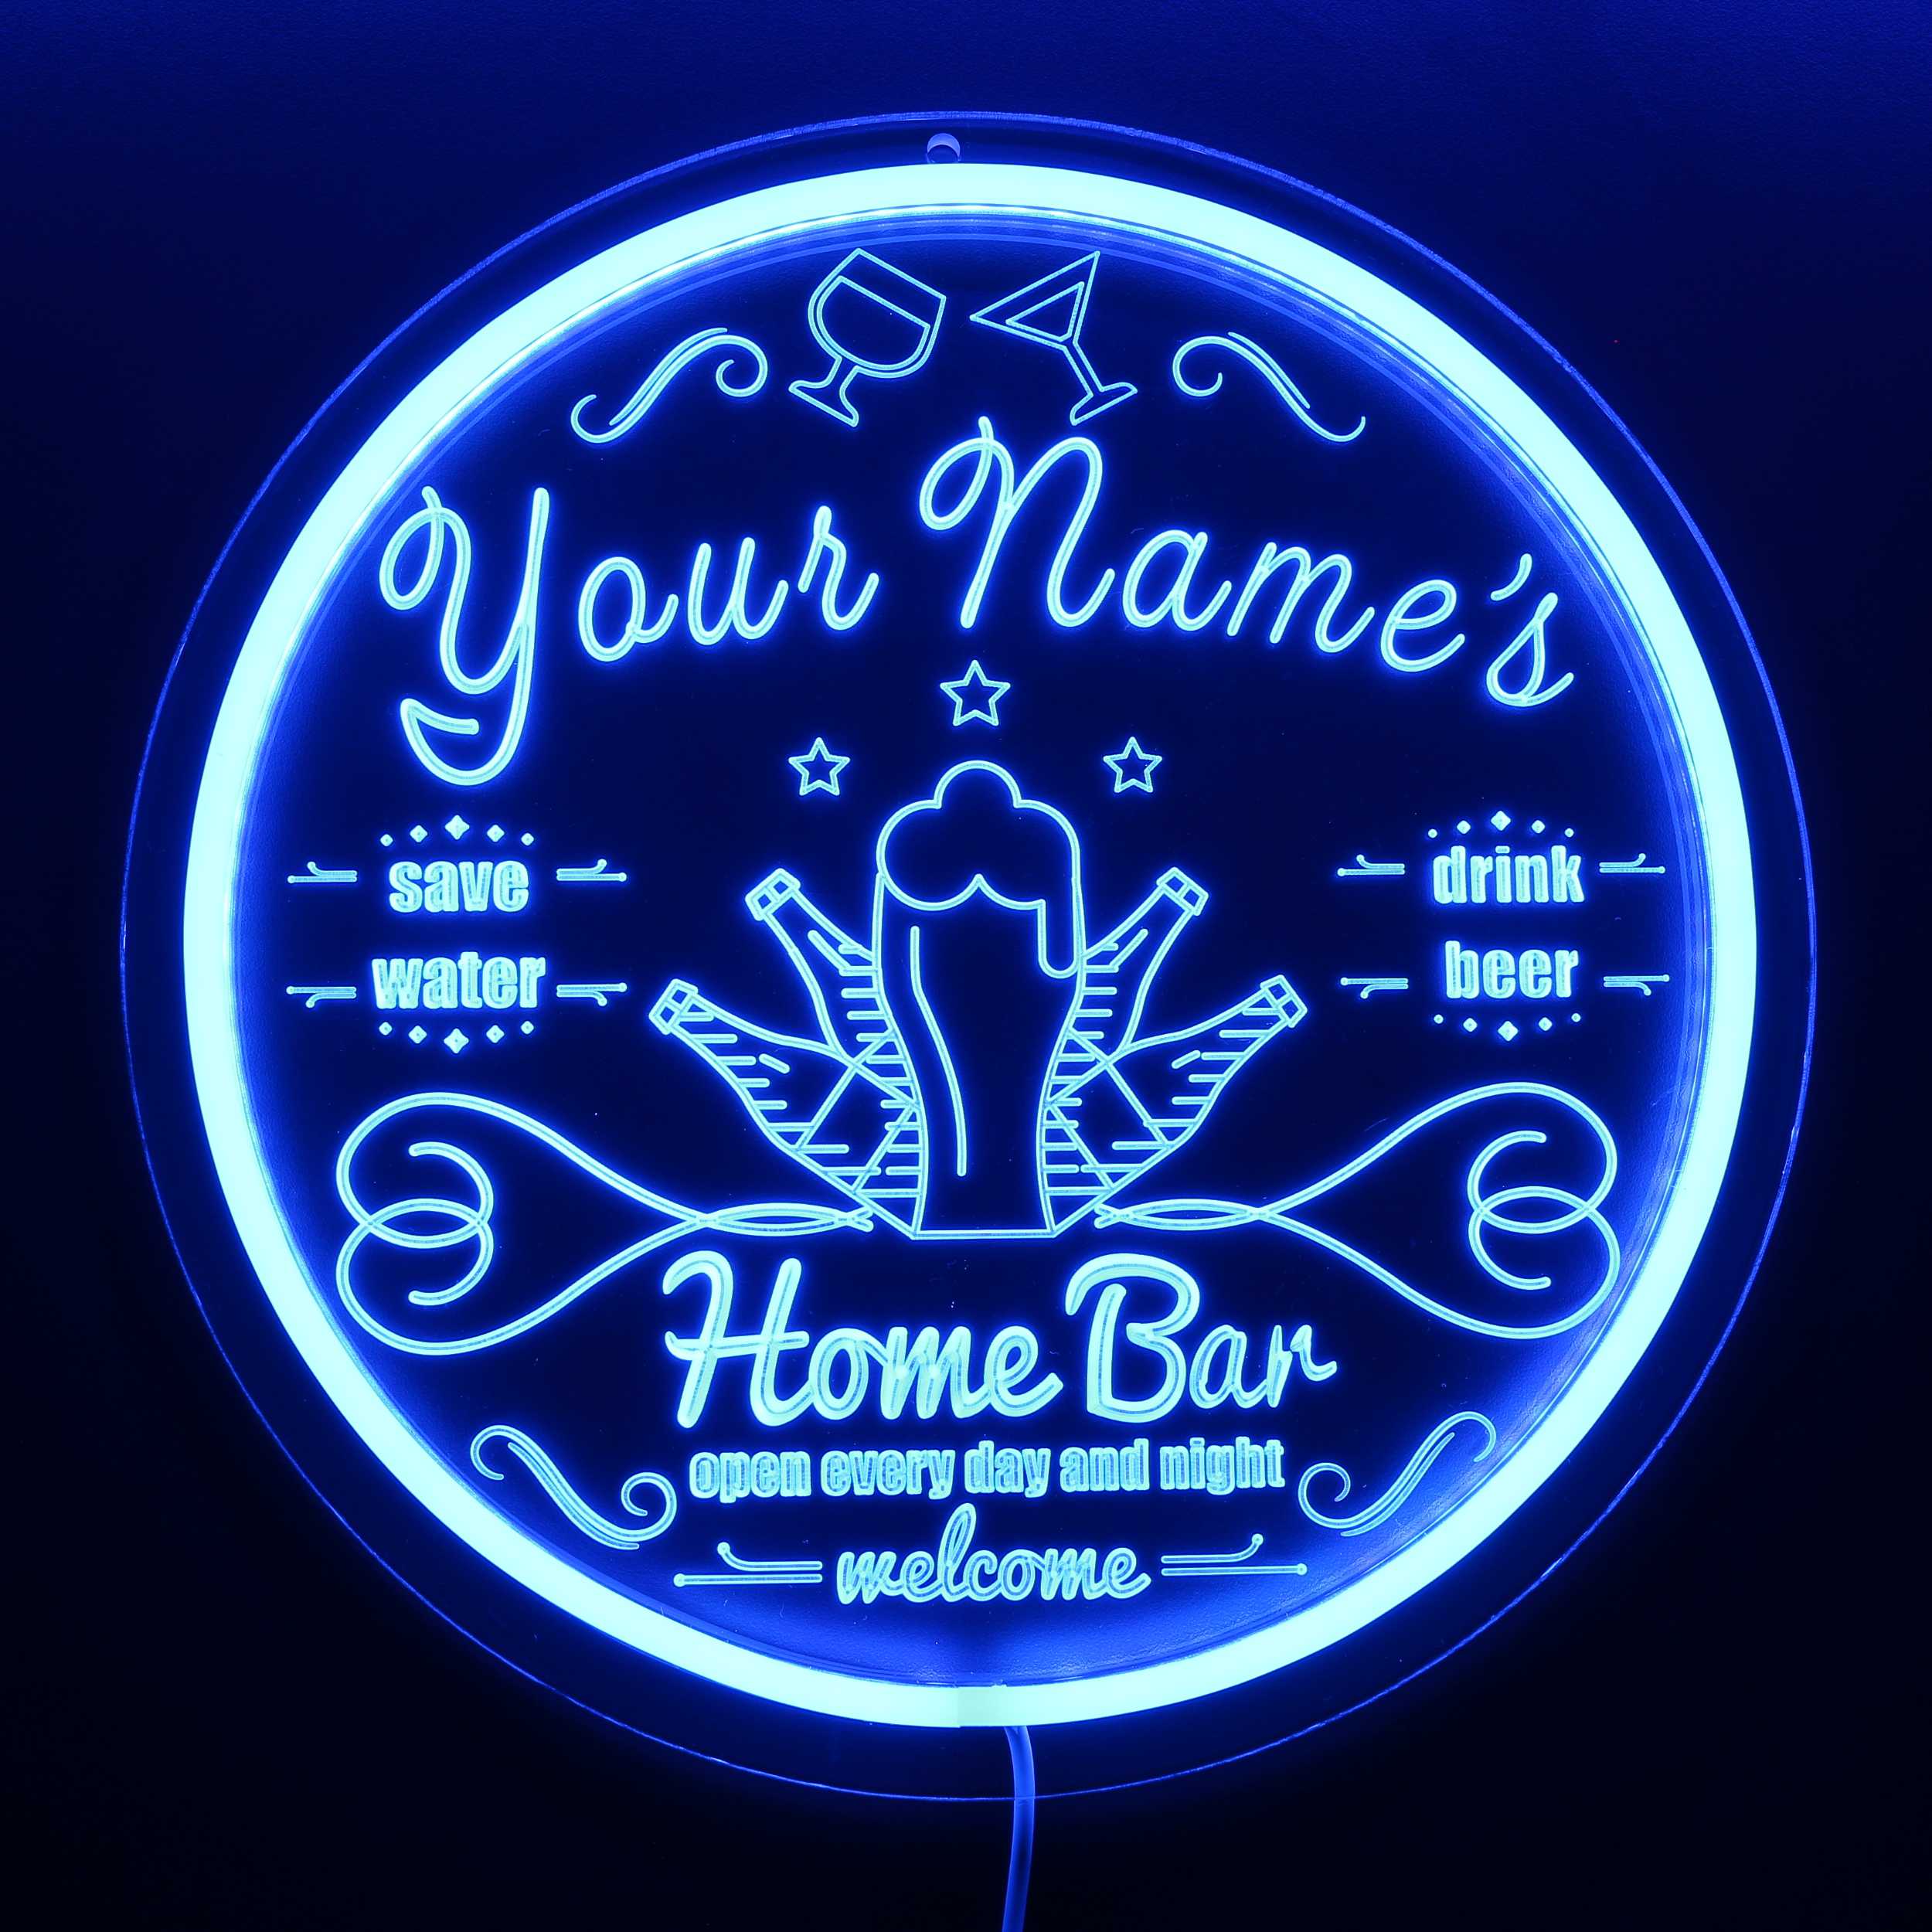 Your Name's
save
water
drink
beer
Home Bar
open every day and night
welcome